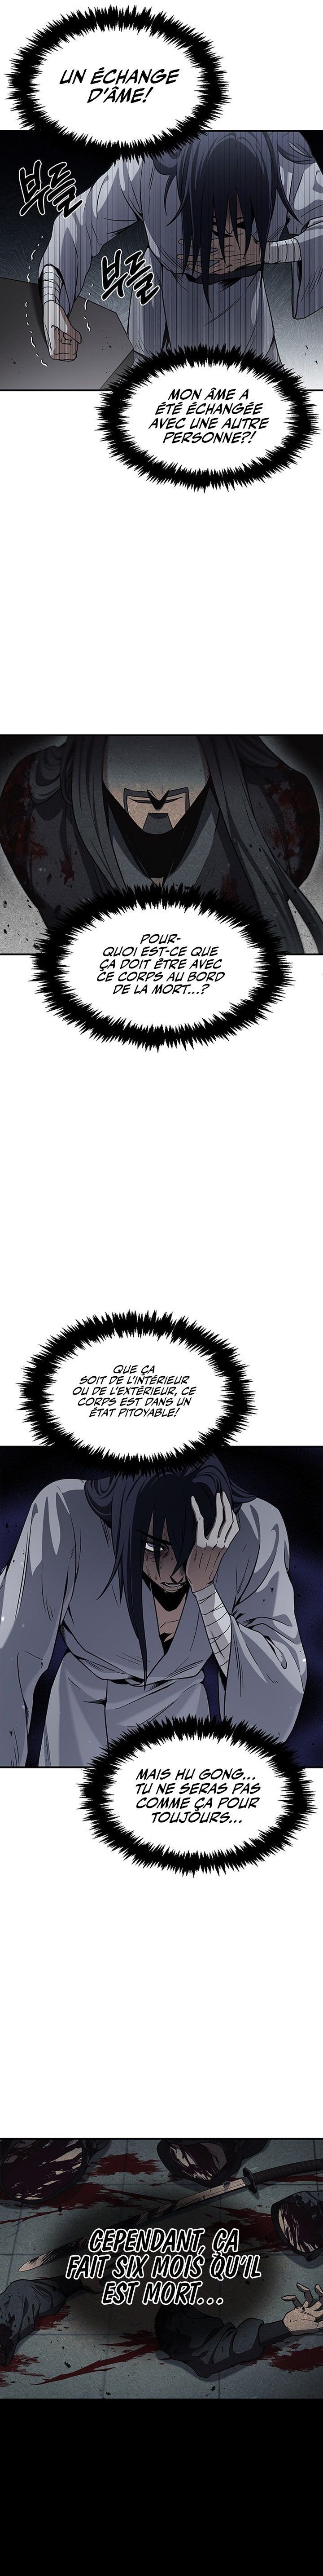 UN ÉCHANGE
D'ÂME!
부들
부들
MON ÂME A
ÉTÉ ÉCHANGÉE
AVEC UNE AUTRE
PERSONNE?!
POUR-
QUOI EST-CE QUE
ÇA DOIT ÊTRE AVEC
CE CORPS AU BORD
DE LA MORT...?
QUE ÇA
SOIT DE L'INTÉRIEUR
OU DE L'EXTÉRIEUR, CE
CORPS EST DANS UN
ÉTAT PITOYABLE!
MAIS HU GONG...
TU NE SERAS PAS
COMME ÇA POUR
TOUJOURS...
CEPENDANT, ÇA
FAIT SIX MOIS QU'IL
EST MORT...